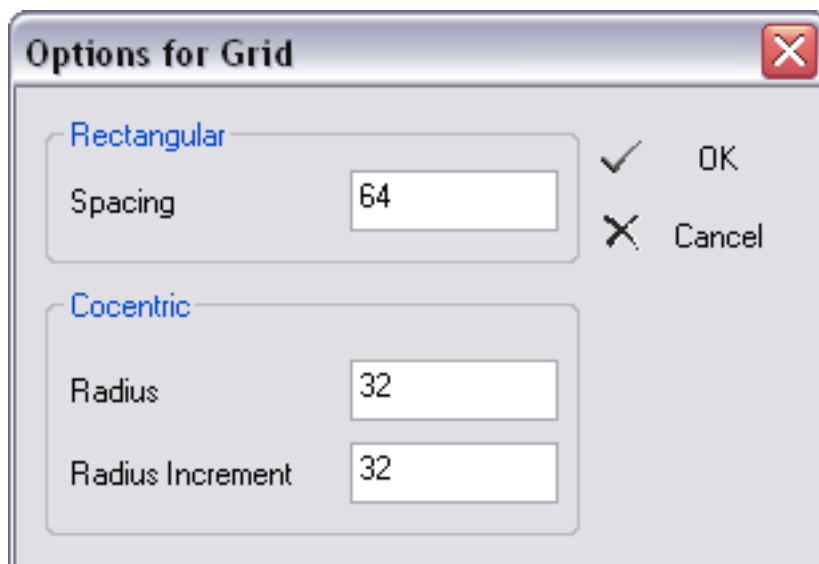 Options for Grid
Rectangular
Spacing 64
OK
Cancel
Cocentric
Radius 32
Radius Increment 32